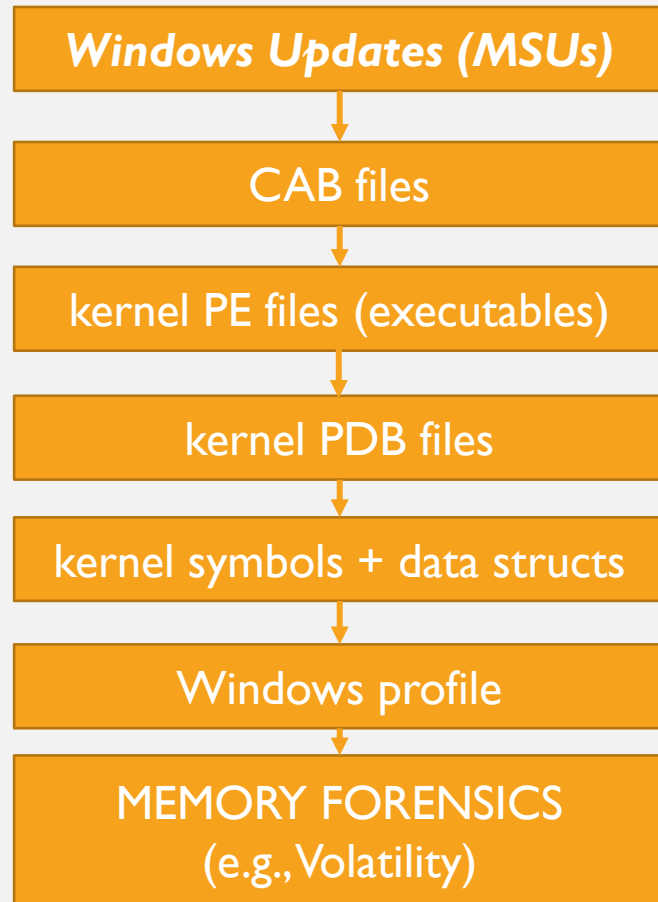 Windows Updates (MSUs)
CAB files
kernel PE files (executables)
kernel PDB files
kernel symbols + data structs
Windows profile
MEMORY FORENSICS
(e.g., Volatility)